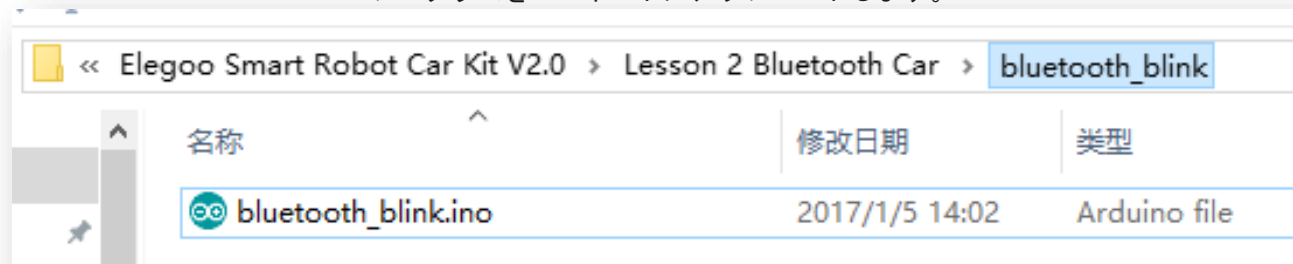 « Elegoo Smart Robot Car Kit V2.0 > Lesson 2 Bluetooth Car > bluetooth_blink
名称 修改日期 类型
bluetooth_blink.ino 2017/1/5 14:02 Arduino file